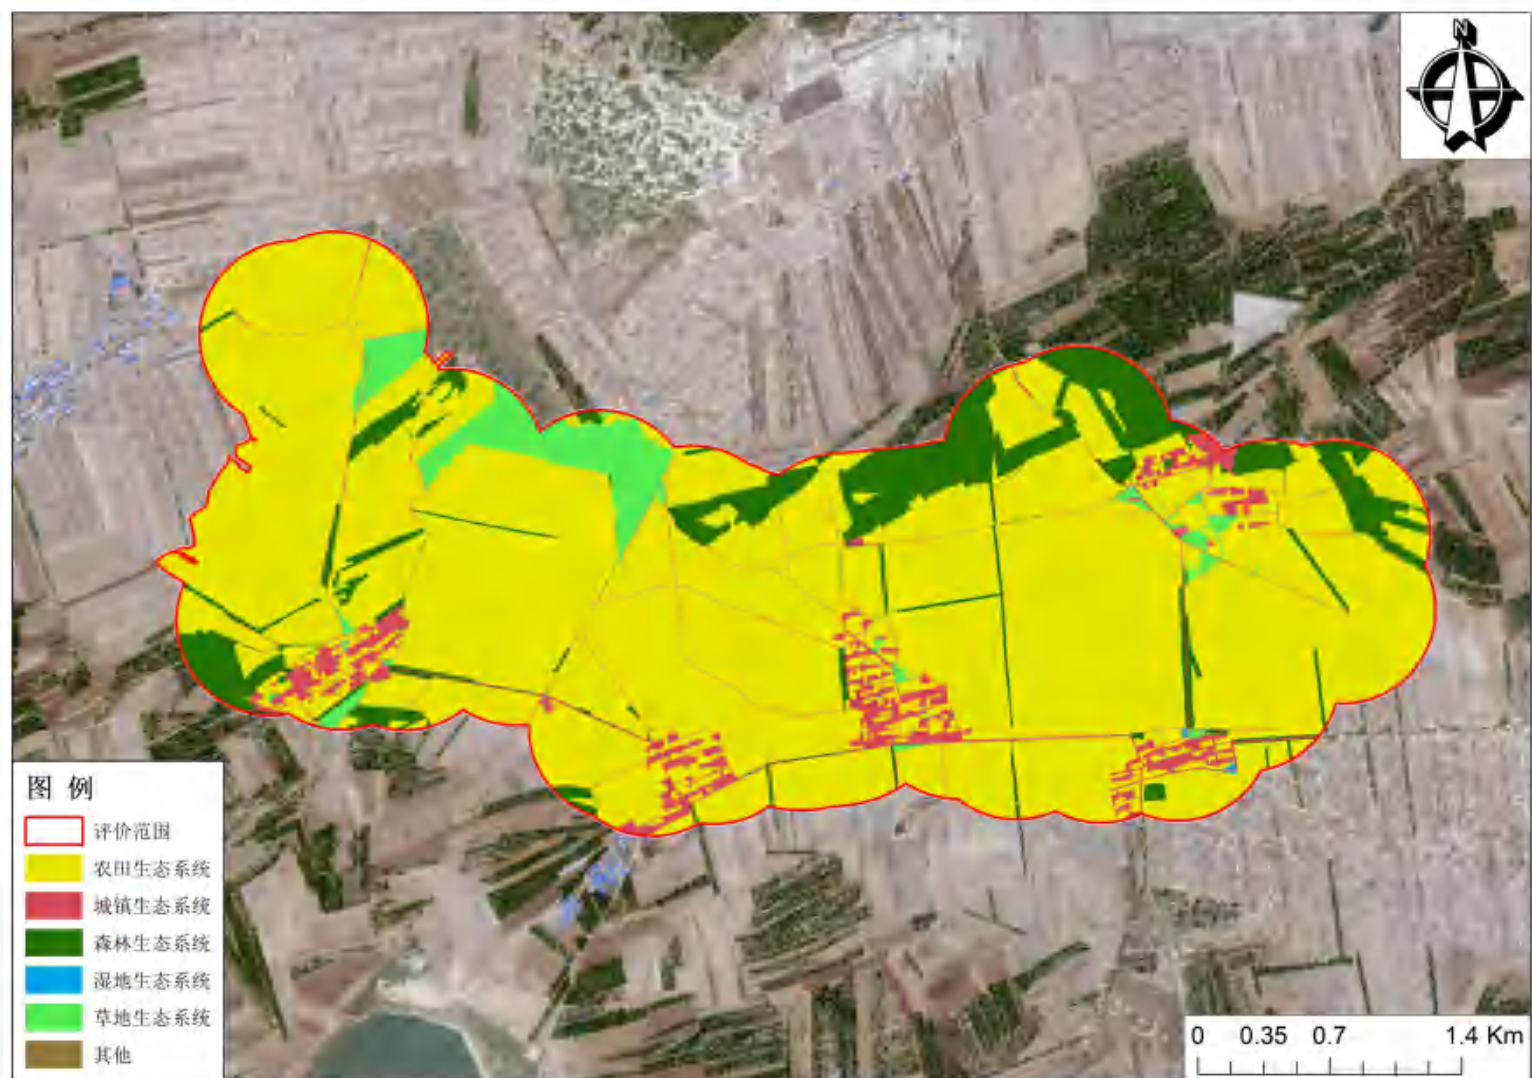 N
图 例
评价范围
农田生态系统
城镇生态系统
森林生态系统
湿地生态系统
草地生态系统
其他
0 0.35 0.7 1.4 Km